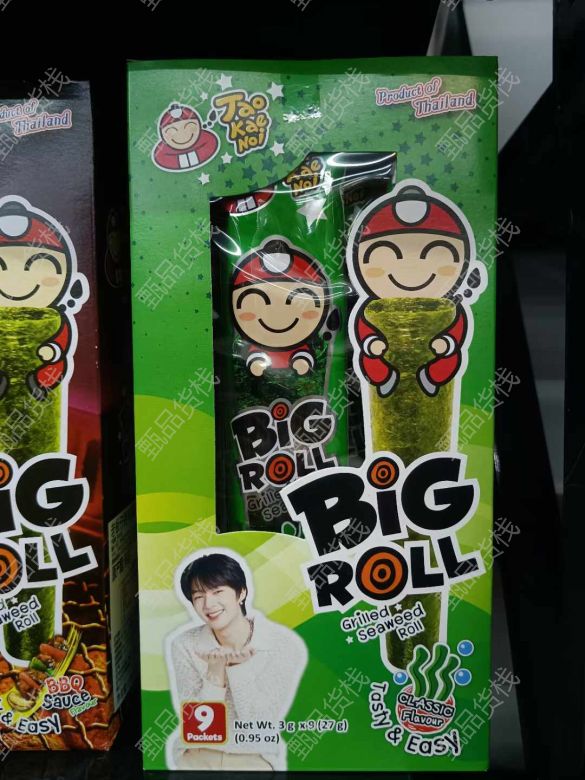 duct of
Thailand
BiG
ROLL
Grilled
Seaweed
Roll
BBQ
Sauce
& Easy
Tao
Kae
Noi
Product of
Thailand
BiG
ROLL
Grilled
BiG
ROLL
Grilled
Seaweed
Roll
CLASSIC
Flavour
Tasty & Easy
9
Packets
Net Wt. 3 g x 9 (27 g)
(0.95 oz)
甄品货栈